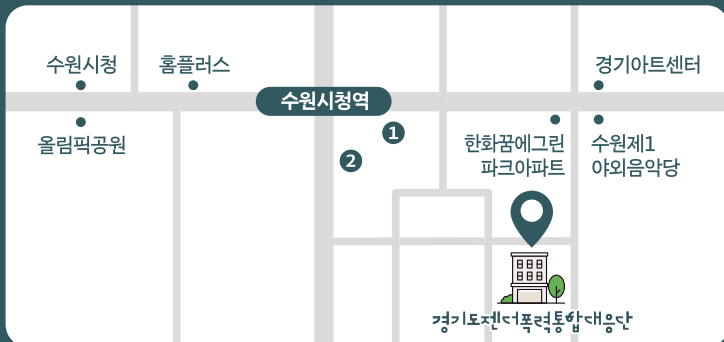 수원시청
홈플러스
경기아트센터
수원시청역
1
2
올림픽공원
한화꿈에그린
파크아파트
수원제1
야외음악당
경기도젠더폭력통합대응단